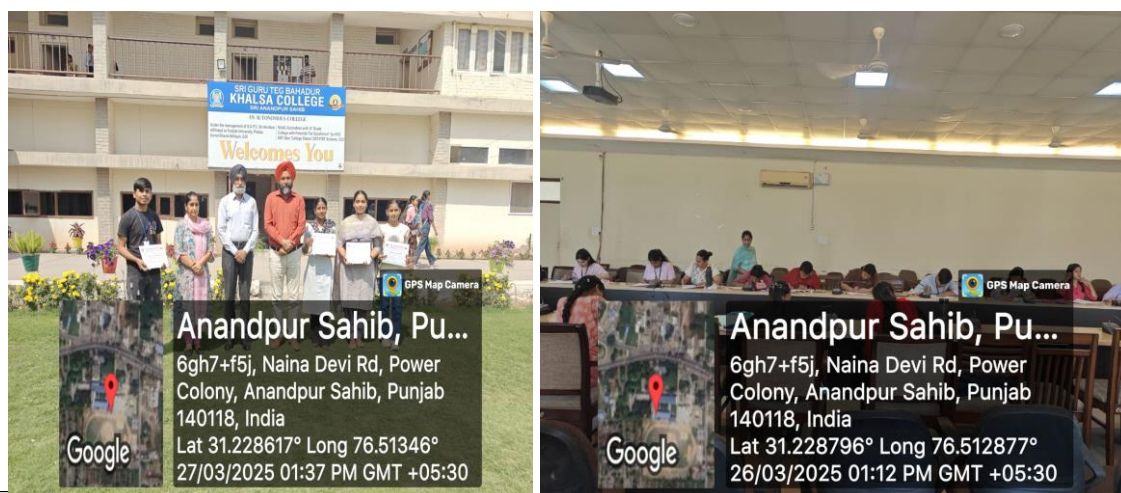 SRI GURU TEG BAHADUR
KHALSA COLLEGE
SRI ANANDPUR SAHIB
AN AUTONOMOUS COLLEGE
Welcomes You
GPS Map Camera
Anandpur Sahib, Pu...
6gh7+f5j, Naina Devi Rd, Power
Colony, Anandpur Sahib, Punjab
140118, India
Lat 31.228617° Long 76.51346°
27/03/2025 01:37 PM GMT +05:30
Google
GPS Map Camera
Anandpur Sahib, Pu...
6gh7+f5j, Naina Devi Rd, Power
Colony, Anandpur Sahib, Punjab
140118, India
Lat 31.228796° Long 76.512877°
26/03/2025 01:12 PM GMT +05:30
Google